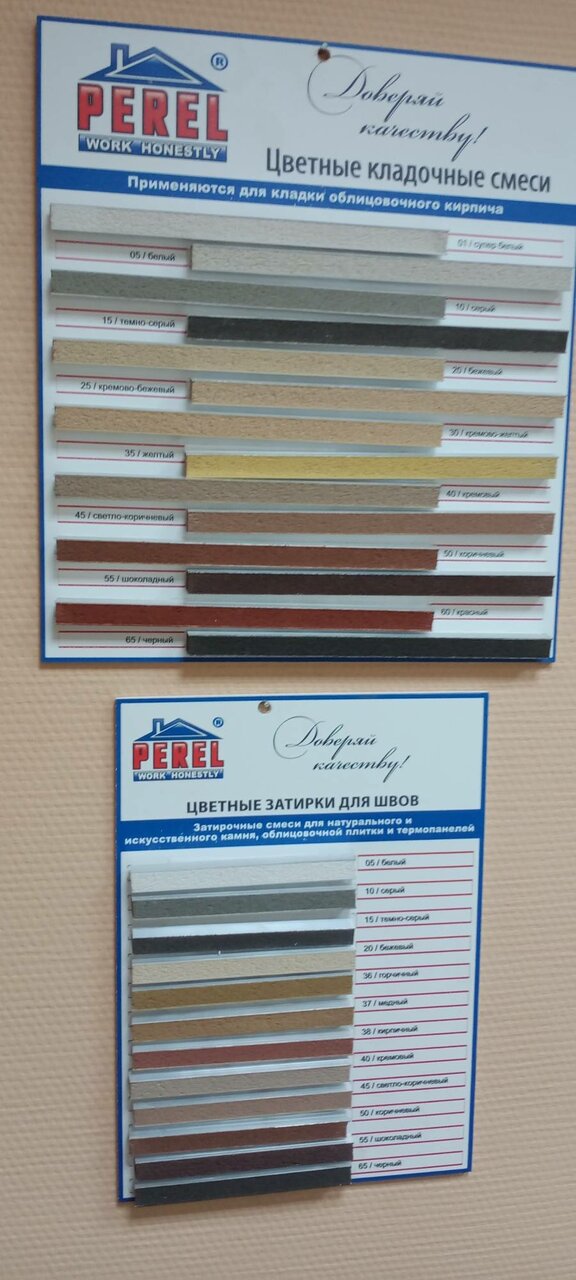 PEREL ®
WORK HONESTLY
Доверяй
качеству!
Цветные кладочные смеси
Применяются для кладки облицовочного кирпича
01 / супер белый
05 / белый
10 / серый
15 / темно-серый
20 / бежевый
25 / кремово-бежевый
30 / кремово-желтый
35 / желтый
40 / кремовый
45 / светло-коричневый
50 / коричневый
55 / шоколадный
60 / красный
65 / черный
PEREL ®
WORK HONESTLY
Доверяй
качеству!
ЦВЕТНЫЕ ЗАТИРКИ ДЛЯ ШВОВ
Затирочные смеси для натурального и
искусственного камня, облицовочной плитки и термопанелей
05 / белый
10 / серый
15 / темно-серый
20 / бежевый
36 / горчичный
37 / медный
38 / кирпичный
40 / кремовый
45 / светло-коричневый
50 / коричневый
55 / шоколадный
65 / черный